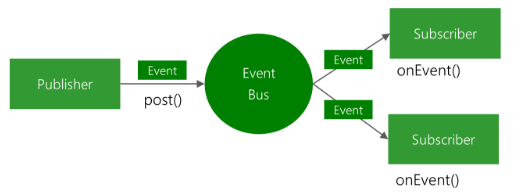 Publisher
Event
post()
Event
Bus
Event
Subscriber
onEvent()
Event
Subscriber
onEvent()